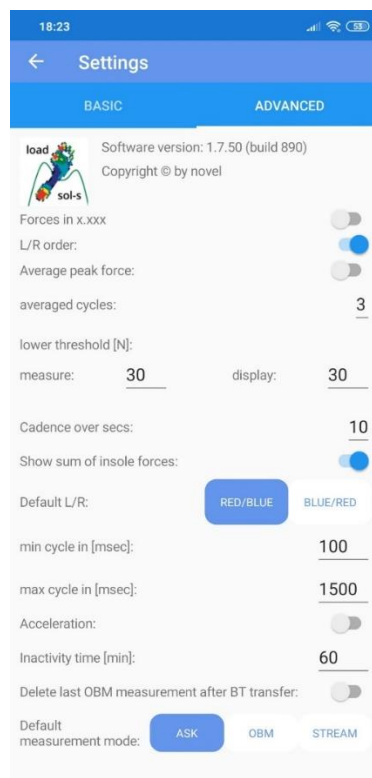 18:23
53
Settings
BASIC ADVANCED
load
sol-s
Software version: 1.7.50 (build 890)
Copyright © by novel
Forces in x.xxx
L/R order:
Average peak force:
averaged cycles: 3
lower threshold [N]:
measure: 30 display: 30
Cadence over secs: 10
Show sum of insole forces:
Default L/R: RED/BLUE BLUE/RED
min cycle in [msec]: 100
max cycle in [msec]: 1500
Acceleration:
Inactivity time [min]: 60
Delete last OBM measurement after BT transfer:
Default
measurement mode: ASK OBM STREAM